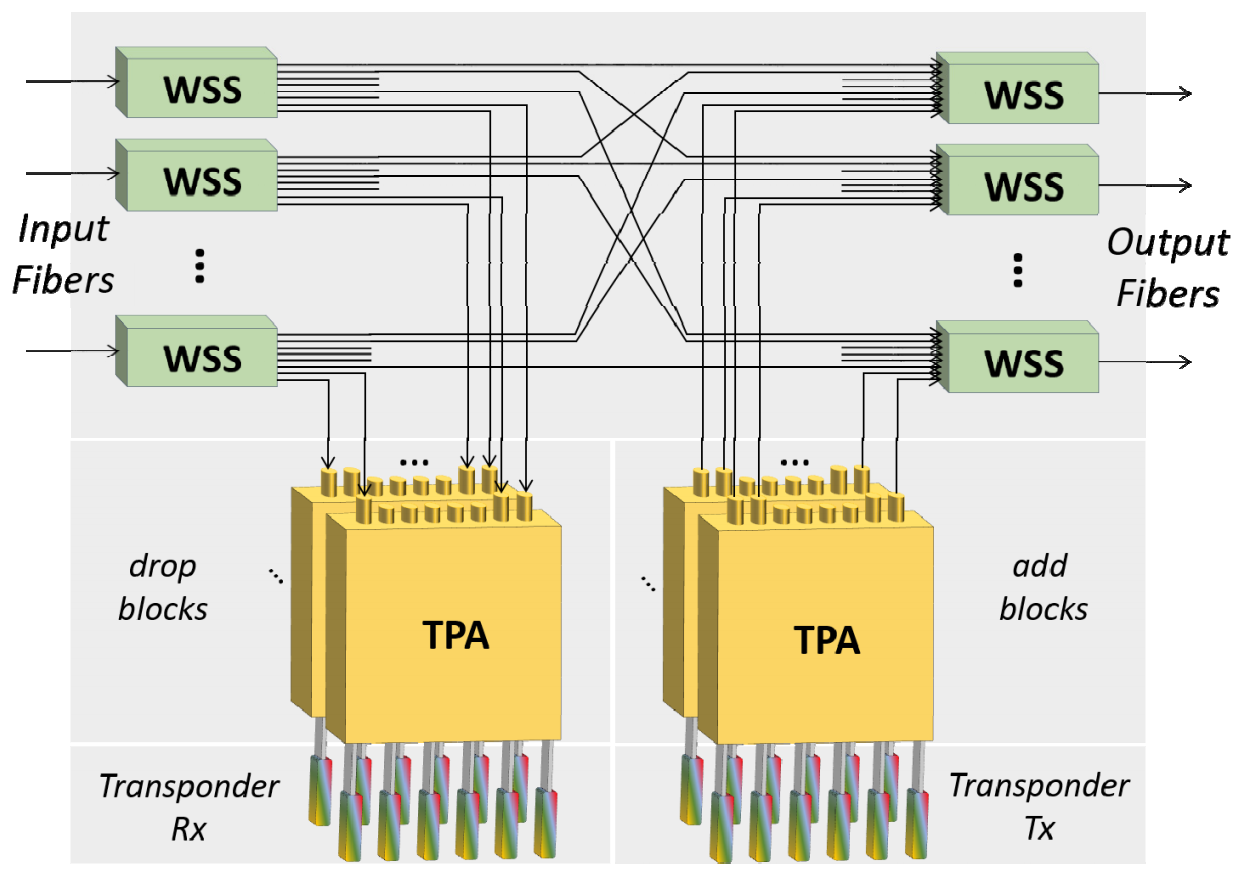 WSS
WSS
WSS
WSS
Input
Fibers
⋮
Output
Fibers
⋮
WSS
WSS
...
...
drop
blocks
...
TPA
...
TPA
add
blocks
Transponder
Rx
Transponder
Tx